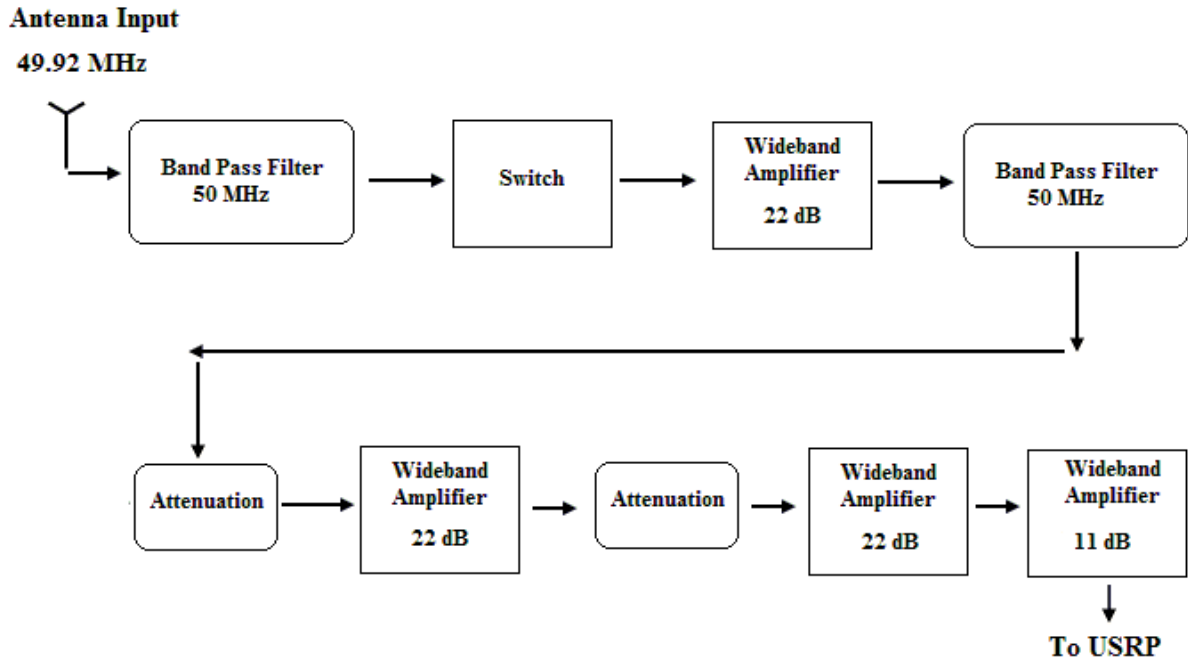 Antenna Input
49.92 MHz
Band Pass Filter
50 MHz
Switch
Wideband
Amplifier
22 dB
Band Pass Filter
50 MHz
Attenuation
Wideband
Amplifier
22 dB
Attenuation
Wideband
Amplifier
22 dB
Wideband
Amplifier
11 dB
To USRP